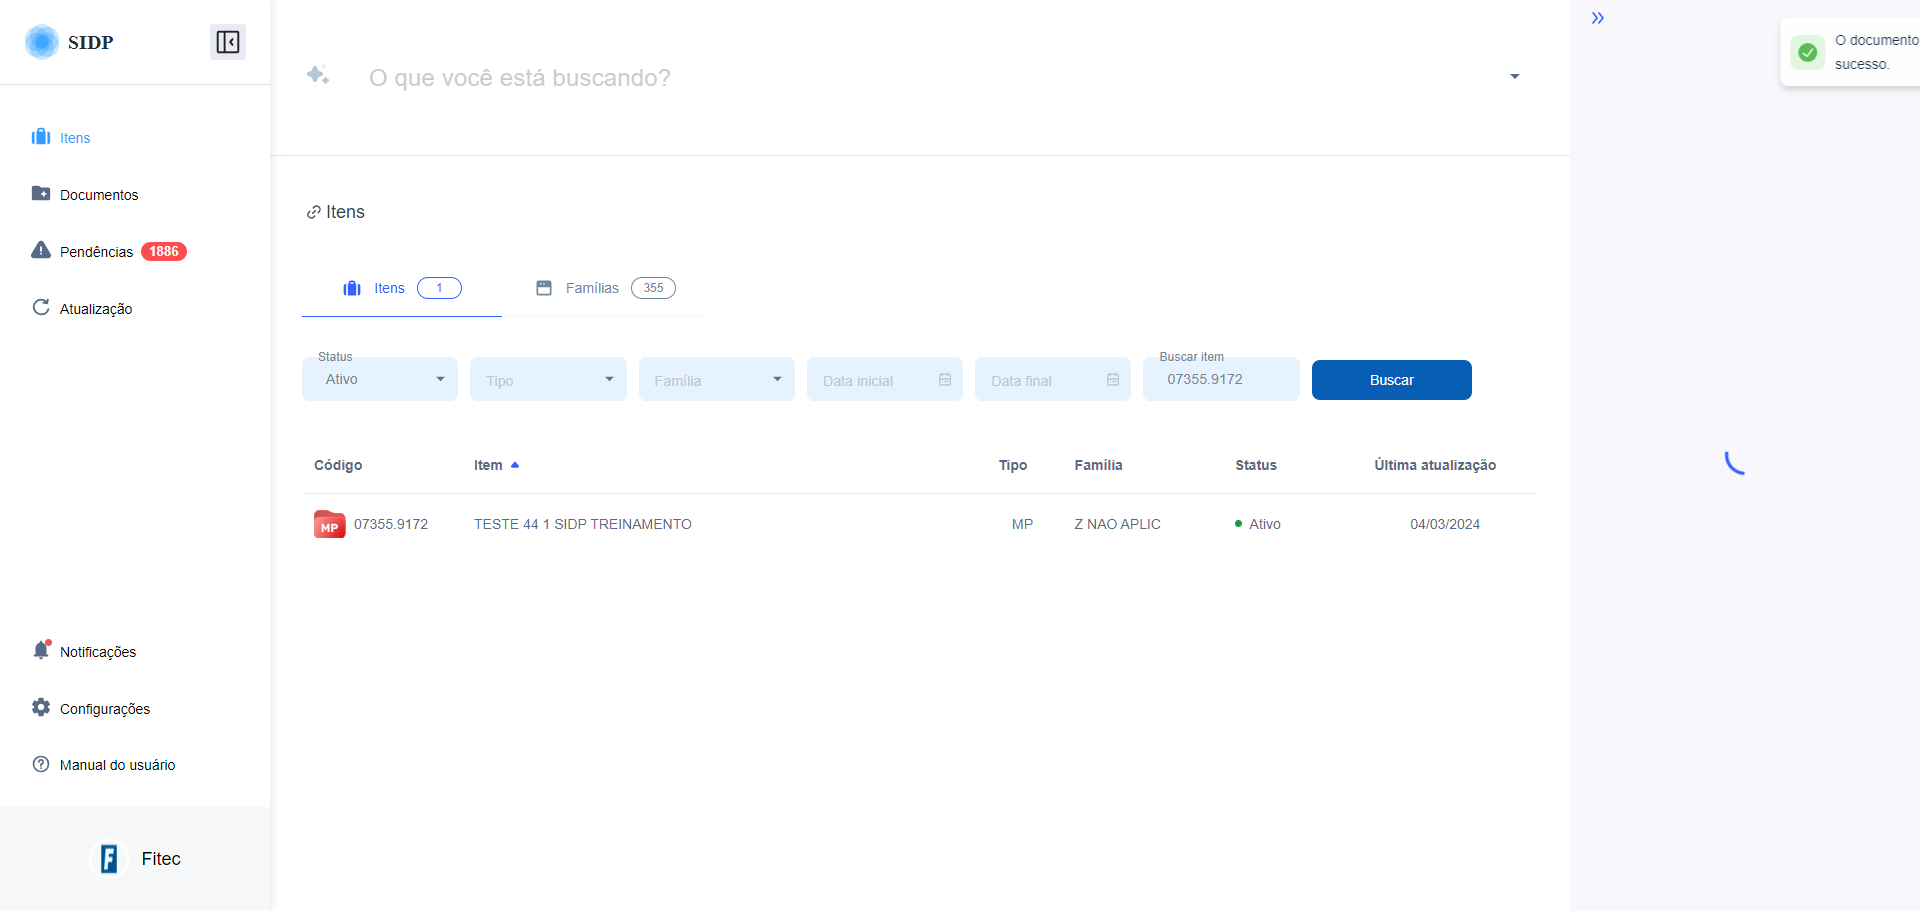 SIDP
Itens
Documentos
Pendências 1886
Atualização
Notificações
Configurações
Manual do usuário
Fitec
O que você está buscando?
Itens
Itens 1
Famílias 355
Status
Ativo
Tipo
Família
Data inicial
Data final
Buscar item
07355.9172
Buscar
Código Item Tipo Família Status Última atualização
MP 07355.9172 TESTE 44 1 SIDP TREINAMENTO MP Z NAO APLIC Ativo 04/03/2024
O documento
sucesso.